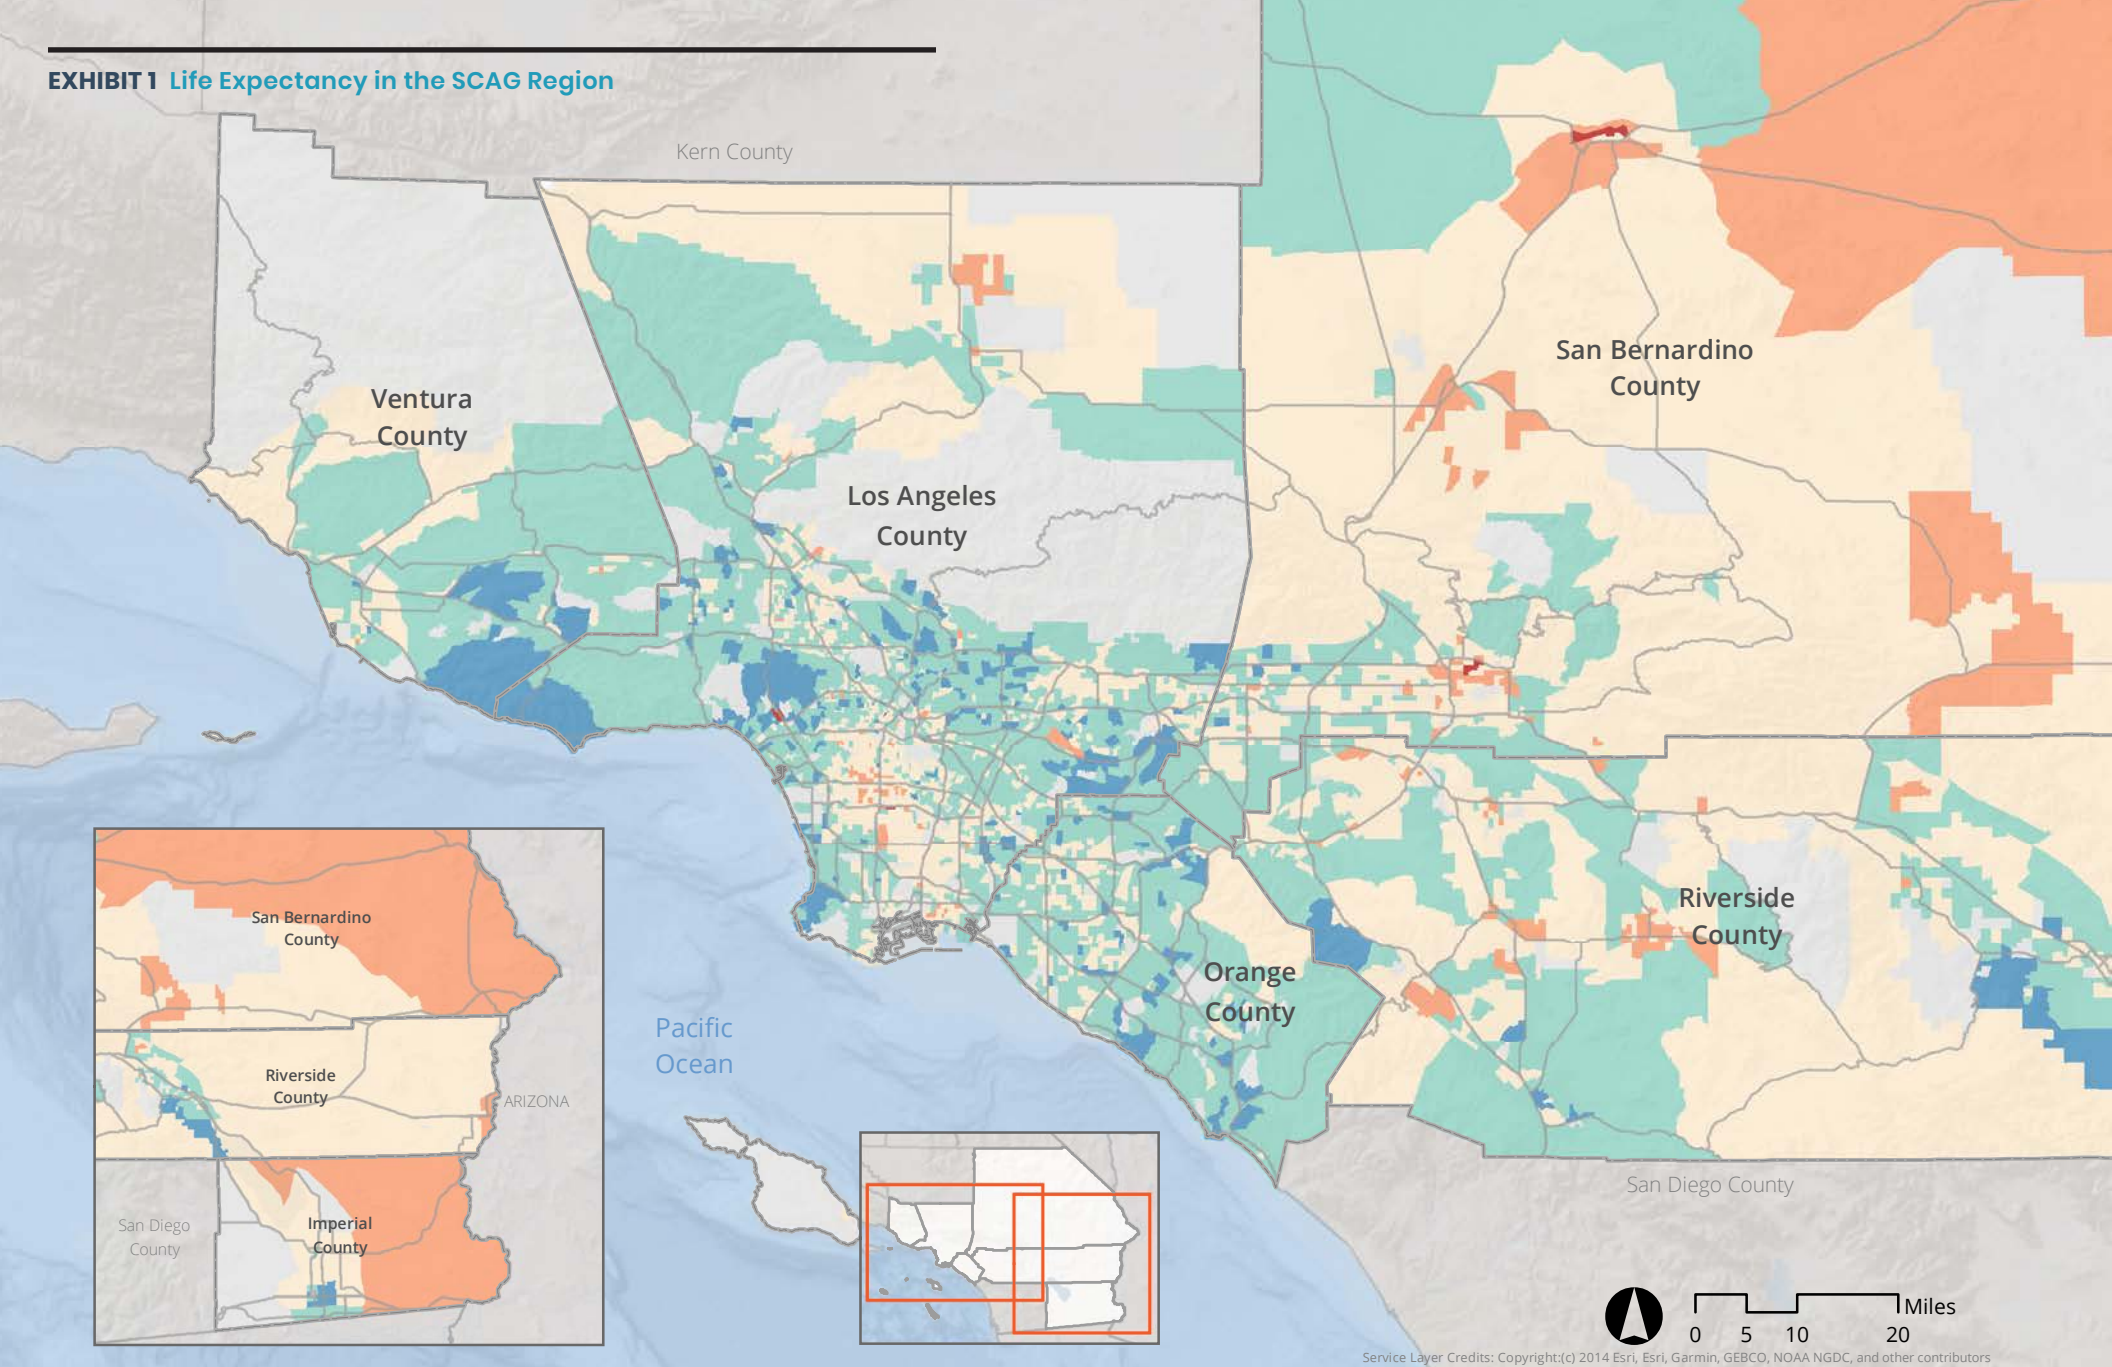 EXHIBIT 1 Life Expectancy in the SCAG Region
Kern County
San Bernardino
County
Ventura
County
Los Angeles
County
Riverside
County
Orange
County
San Bernardino
County
Pacific
Ocean
Riverside
County
ARIZONA
San Diego County
San Diego
County
Imperial
County
Miles
0 5 10 20
Service Layer Credits: Copyright:(c) 2014 Esri, Esri, Garmin, GEBCO, NOAA NGDC, and other contributors